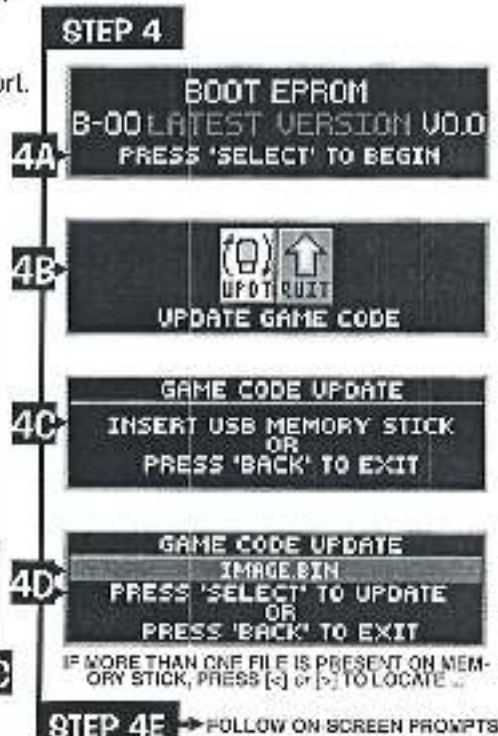 STEP 4
ort.
BOOT EPROM
B-00 LATEST VERSION V0.0
4A PRESS 'SELECT' TO BEGIN
4B
UPDT QUIT
UPDATE GAME CODE
GAME CODE UPDATE
4C INSERT USB MEMORY STICK
OR
PRESS 'BACK' TO EXIT
GAME CODE UPDATE
IMAGE.BIN
4D PRESS 'SELECT' TO UPDATE
OR
PRESS 'BACK' TO EXIT
IF MORE THAN ONE FILE IS PRESENT ON MEM-
ORY STICK, PRESS [<] or [>] TO LOCATE ...
STEP 4E FOLLOW ON-SCREEN PROMPTS